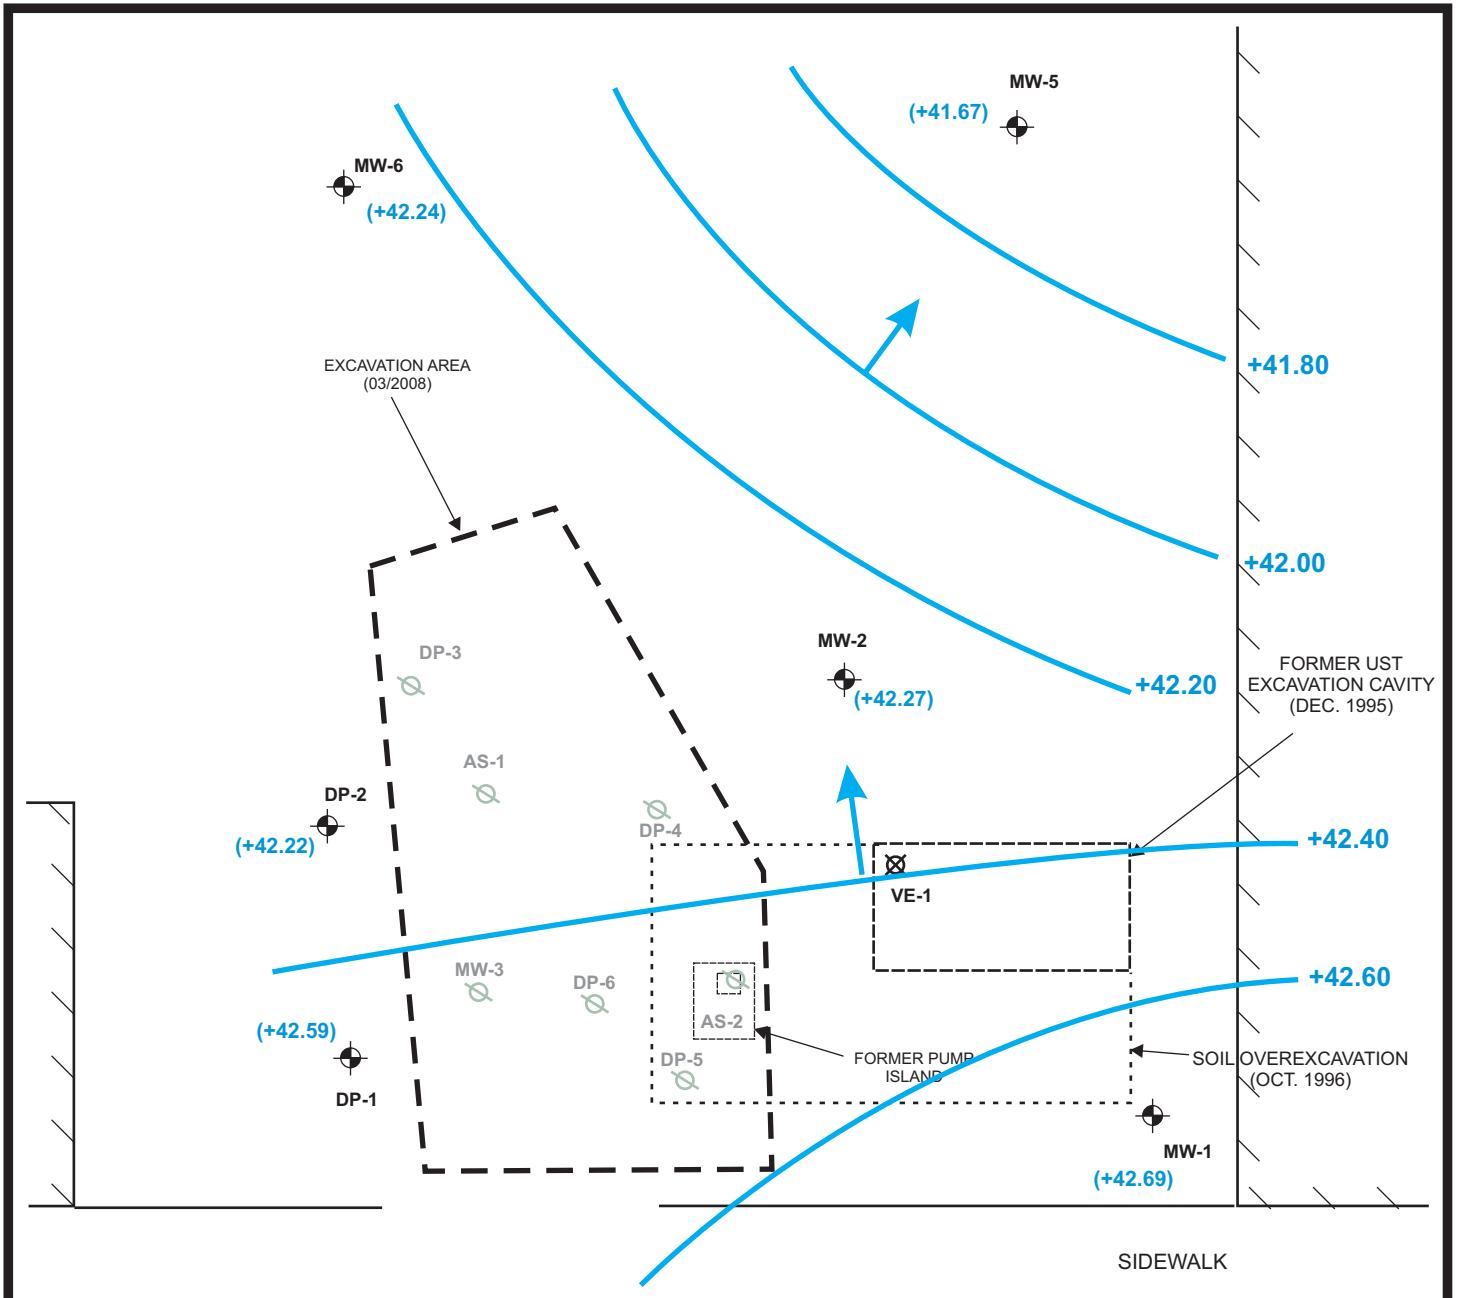 MW-5
(+41.67)
MW-6
(+42.24)
EXCAVATION AREA
(03/2008)
+41.80
+42.00
DP-3
MW-2
(+42.27)
+42.20
FORMER UST
EXCAVATION CAVITY
(DEC. 1995)
AS-1
DP-2
(+42.22)
DP-4
+42.40
VE-1
MW-3
DP-6
+42.60
AS-2
(+42.59)
DP-1
DP-5
FORMER PUMP
ISLAND
SOIL OVEREXCAVATION
(OCT. 1996)
MW-1
(+42.69)
SIDEWALK